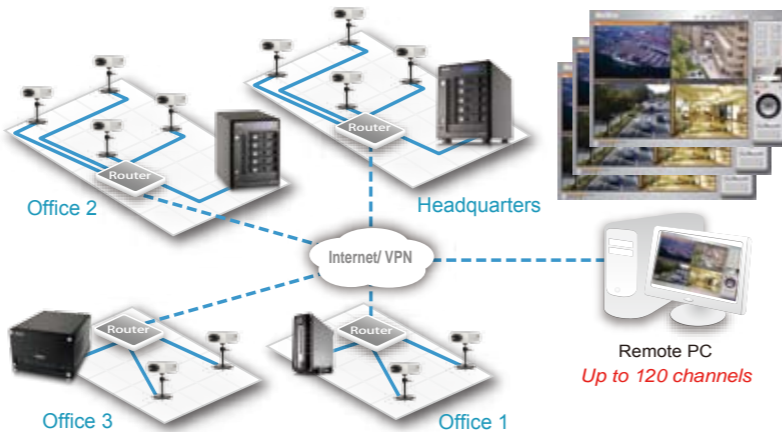 Router
Router
Office 2
Headquarters
Internet/ VPN
Router
Router
Remote PC
Up to 120 channels
Office 3
Office 1